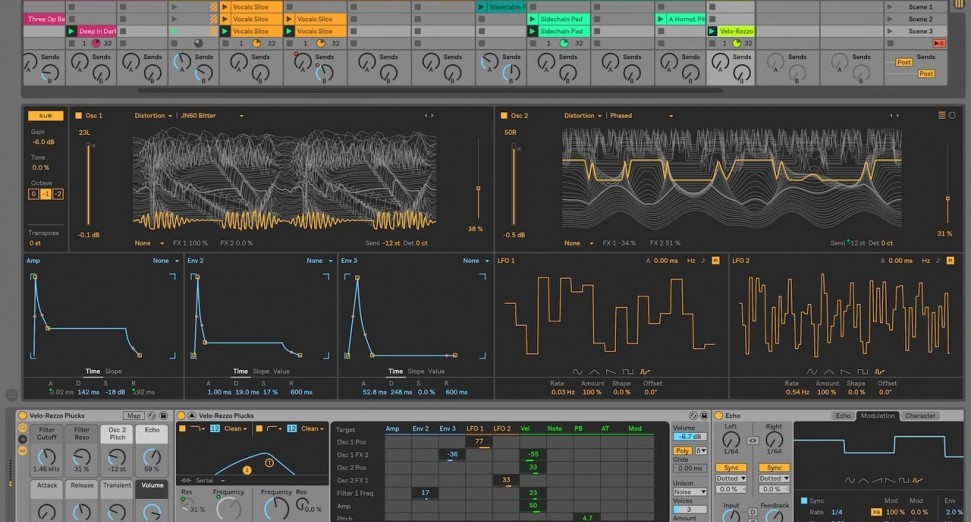 Vocals Slice
Wavetable P
Scene 1
Three Op Ba
Vocals Slice
Vocals Slice
Sidechain Pad
A Hornet Pl
Scene 2
Deep In Dart
Vocals Slice
Vocals Slice
Sidechain Pad
Velo-Rezzo
Scene 3
1 32
1 32
1 32
1 32
1 32
Sends Sends Sends Sends Sends Sends Sends Sends Sends Sends Sends Sends Sends Sends
Post
Post
SUB
Osc 1
Distortion
JN60 Bitter
Osc 2
Distortion
Phased
Gain
-6.0 dB
23L
50R
Tone
0.0 %
Octave
0 -1 -2
Transpose
0 st
-0.1 dB
None
FX 1 100 %
FX 2 0.0 %
Semi -12 st Det 0 ct
38 %
-0.5 dB
None
FX 1 -34 %
FX 2 51 %
Semi -12 st Det 0 ct
31 %
Amp
None
Env 2
None
Env 3
None
LFO 1
A 0.00 ms Hz R
LFO 2
A 0.00 ms Hz R
Time Slope
Time Slope Value
Time Slope Value
A D S R
0.02 ms 142 ms -18 dB 192 ms
1.00 ms 19.0 ms 17 % 600 ms
52.8 ms 248 ms 0.0 % 600 ms
Rate Amount Shape Offset
0.03 Hz 100 % 0.0 % 0.0°
Rate Amount Shape Offset
0.54 Hz 100 % 0.0 % 0.0°
Velo-Rezzo Plucks
Map
Velo-Rezzo Plucks
Echo
Echo
Modulation
Character
Filter Cutoff
Filter Reso
Osc 2 Pitch
Echo
1.46 kHz
31 %
-12 st
59 %
Attack
Release
Transient
Volume
12 Clean
12 Clean
1
2
Serial
Res
31 %
Frequency
Frequency
Res
0.0 %
Target
Amp
Env 2
Env 3
LFO 1
LFO 2
Vel
Note
PB
AT
Mod
Osc 1 Pos
77
Osc 1 FX 2
-36
-55
Osc 2 Pos
33
Osc 2 FX 1
33
Filter 1 Freq
17
23
Amp
50
Pitch
4.7
Volume
-6.7 dB
Poly 8
Glide
0.00 ms
Unison
Noise
Voices
3
Amount
Left
Right
Sync
Sync
Dotted
Dotted
0.0 %
0.0 %
Input
Feedback
Sync
Rate 1/4
Mod
x4 100 %
Mod
0.0 %
Env
2.0 %